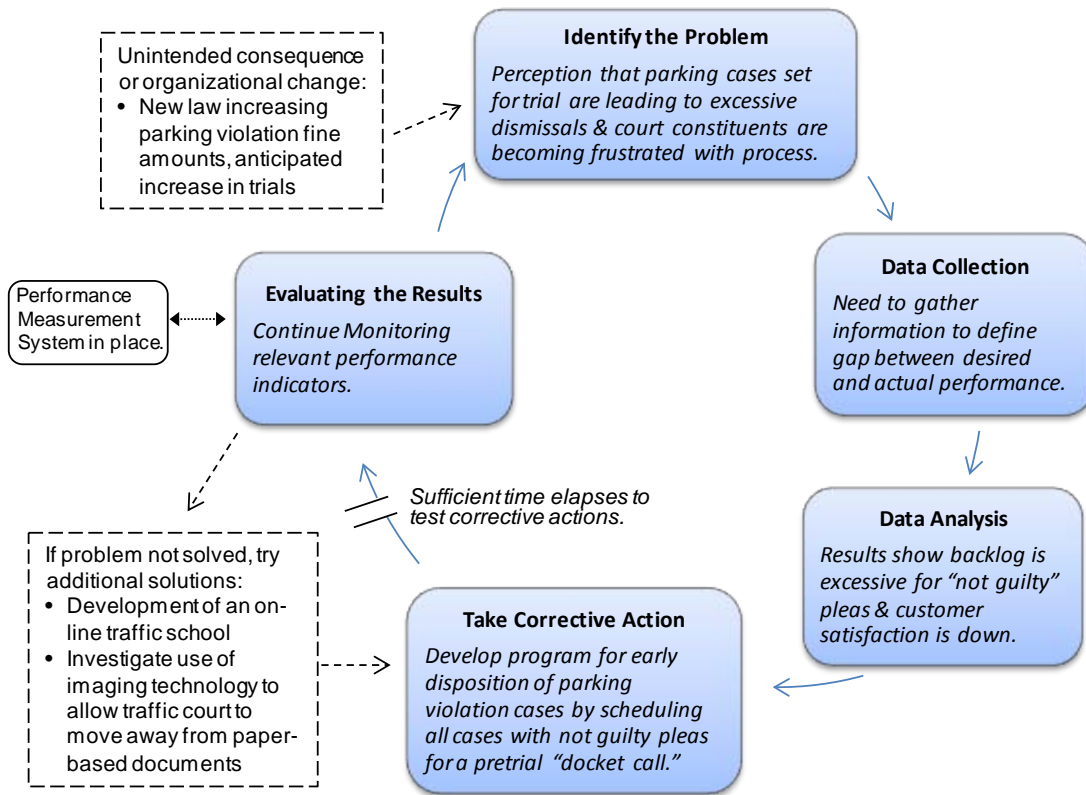 Unintended consequence
or organizational change:
• New law increasing
parking violation fine
amounts, anticipated
increase in trials
Identify the Problem
Perception that parking cases set
for trial are leading to excessive
dismissals & court constituents are
becoming frustrated with process.
Data Collection
Need to gather
information to define
gap between desired
and actual performance.
Data Analysis
Results show backlog is
excessive for “not guilty”
pleas & customer
satisfaction is down.
Take Corrective Action
Develop program for early
disposition of parking
violation cases by scheduling
all cases with not guilty pleas
for a pretrial “docket call.”
Sufficient time elapses to
test corrective actions.
Evaluating the Results
Continue Monitoring
relevant performance
indicators.
Performance
Measurement
System in place.
If problem not solved, try
additional solutions:
• Development of an on-
line traffic school
• Investigate use of
imaging technology to
allow traffic court to
move away from paper-
based documents